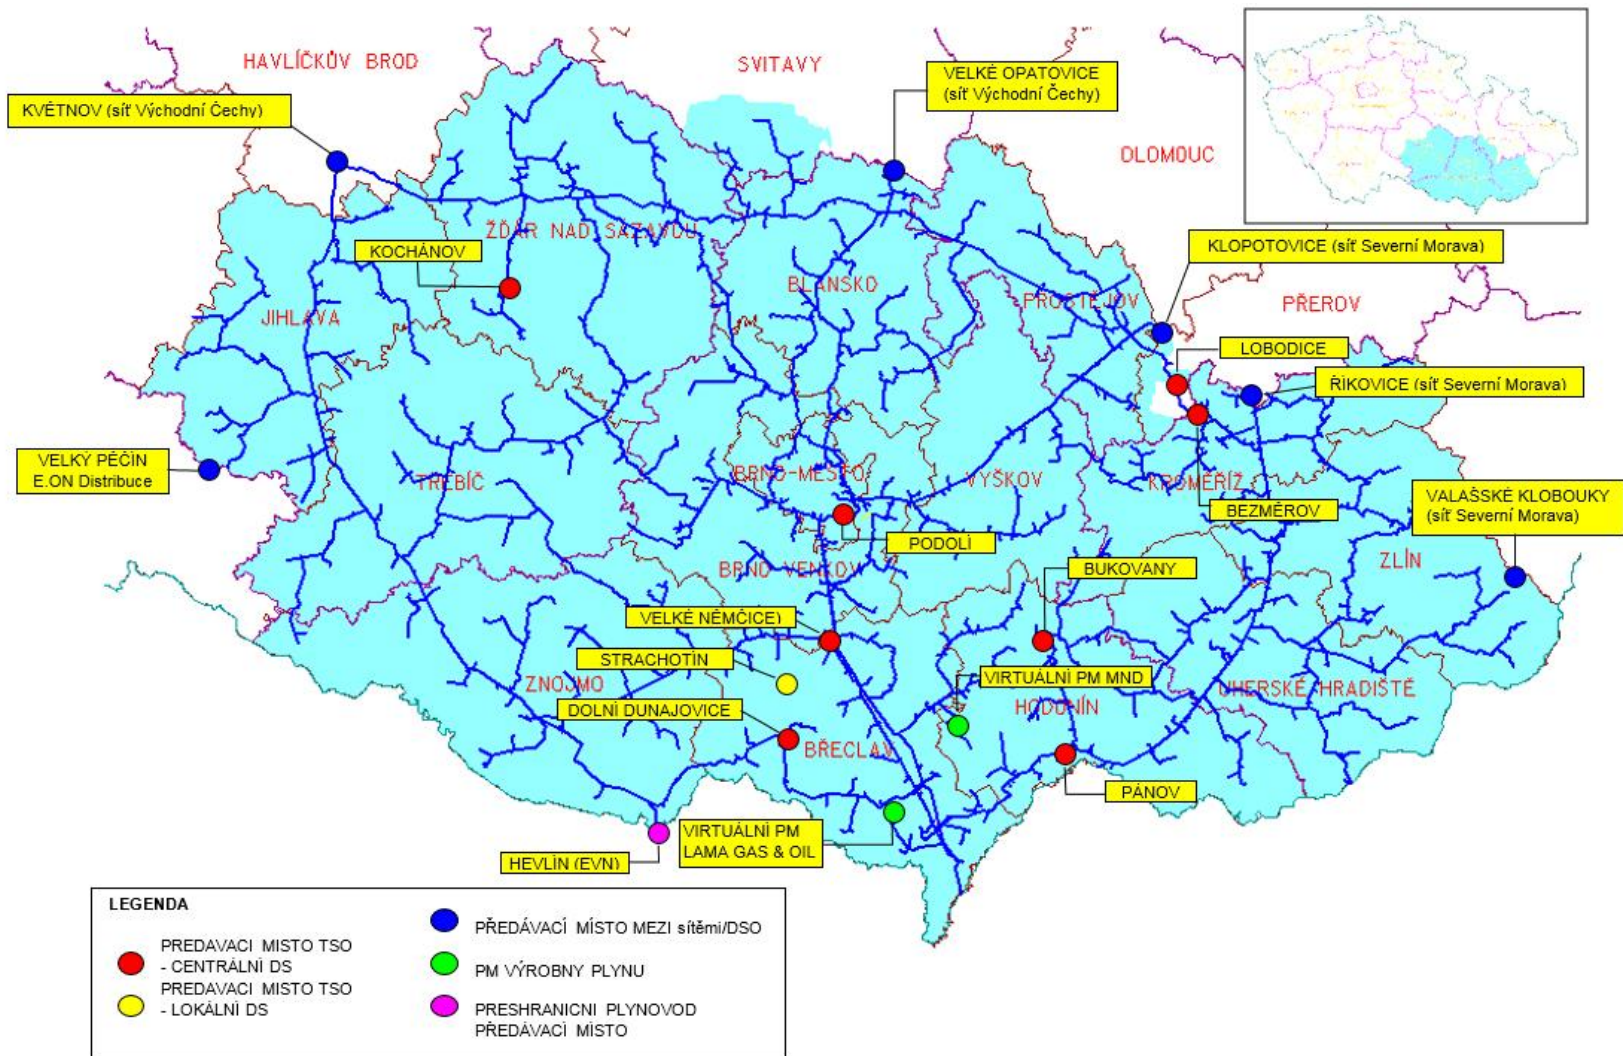 HAVLÍČKŮV BROD
SVITAVY
VELKÉ OPATOVICE
(síť Východní Čechy)
KVĚTNOV (síť Východní Čechy)
OLOMOUC
ŽĎÁR NAD SÁZAVOU
KOCHÁNOV
KLOPOTOVICE (síť Severní Morava)
BLANSKO
PROSTĚJOV
PŘEROV
JIHLAVA
LOBODICE
ŘÍKOVICE (síť Severní Morava)
VELKÝ PĚČÍN
E.ON Distribuce
TŘEBÍČ
BRNO-MĚSTO
VYŠKOV
KROMĚŘÍŽ
VALAŠSKÉ KLOBOUKY
(síť Severní Morava)
BEZMĚROV
PODOLÍ
BRNO-VENKOV
BUKOVANY
ZLÍN
VELKÉ NĚMČICE)
STRACHOTÍN
ZNOJMO
VIRTUÁLNÍ PM MND
UHERSKÉ HRADIŠTĚ
DOLNÍ DUNAJOVICE
HODONÍN
BŘECLAV
PÁNOV
VIRTUÁLNÍ PM
LAMA GAS & OIL
HEVLÍN (EVN)
LEGENDA
PREDAVACI MISTO TSO
- CENTRÁLNÍ DS
PREDAVACI MISTO TSO
- LOKÁLNÍ DS
PŘEDÁVACÍ MÍSTO MEZI sítěmi/DSO
PM VÝROBNY PLYNU
PRESHRANICNI PLYNOVOD
PŘEDÁVACÍ MÍSTO